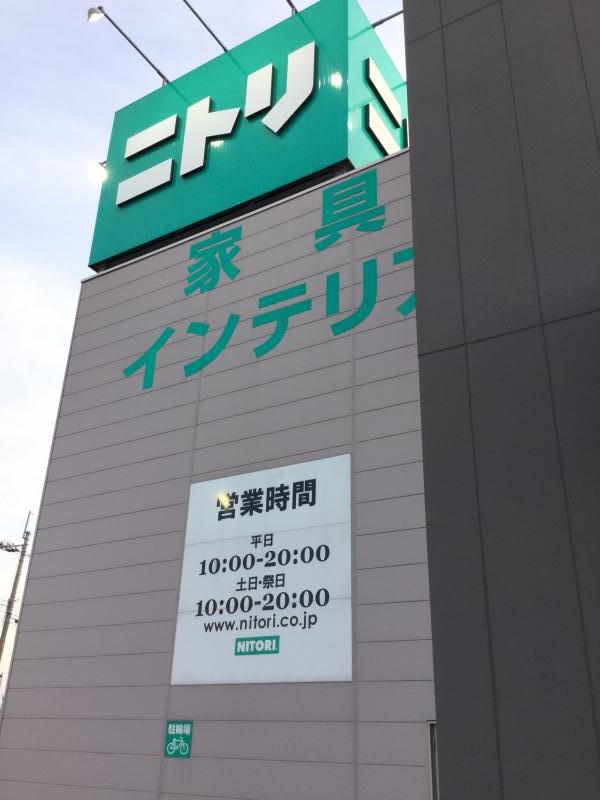 ニトリ
家具
インテリア
営業時間
平日
10:00-20:00
土日・祭日
10:00-20:00
www.nitori.co.jp
NITORI
駐輪場